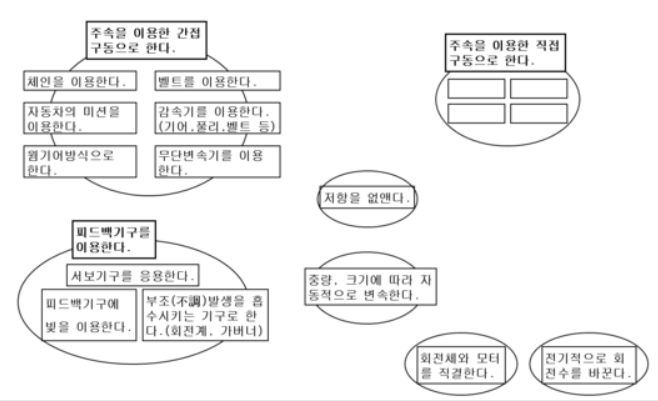 주속을 이용한 간접
구동으로 한다.
체인을 이용한다.
벨트를 이용한다.
자동차의 미션을
이용한다.
감속기를 이용한다.
(기어,풀리,벨트 등)
웜기어방식으로
한다.
무단변속기를 이용
한다.
주속을 이용한 직접
구동으로 한다.
저항을 없앤다.
피드백기구를
이용한다.
서보기구를 응용한다.
피드백기구에
빛을 이용한다.
부조(不調)발생을 흡
수시키는 기구로 한
다.(회전계, 가버너)
중량, 크기에 따라 자
동적으로 변속한다.
회전세와 모터
를 직결한다.
전기적으로 회
전수를 바꾼다.